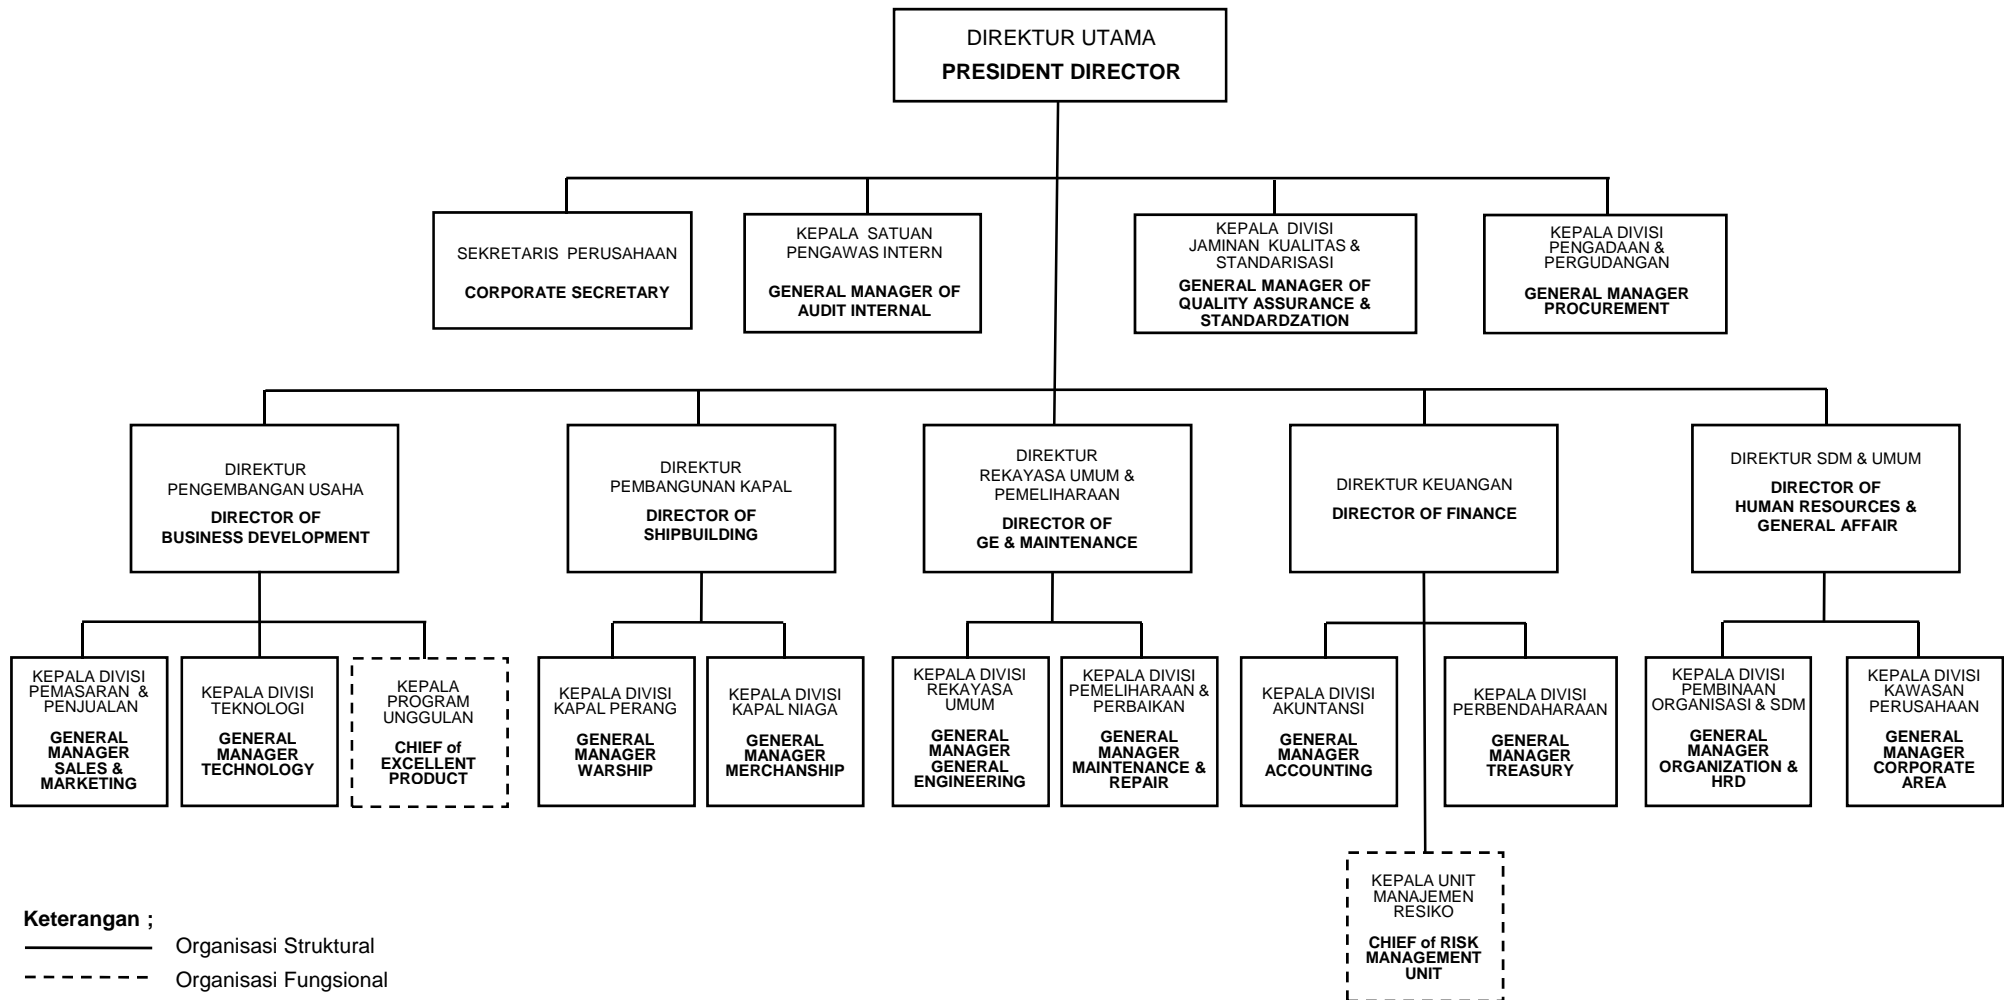 DIREKTUR UTAMA
PRESIDENT DIRECTOR
SEKRETARIS PERUSAHAAN
CORPORATE SECRETARY
KEPALA SATUAN
PENGAWAS INTERN
GENERAL MANAGER OF
AUDIT INTERNAL
KEPALA DIVISI
JAMINAN KUALITAS &
STANDARISASI
GENERAL MANAGER OF
QUALITY ASSURANCE &
STANDARDZATION
KEPALA DIVISI
PENGADAAN &
PERGUDANGAN
GENERAL MANAGER
PROCUREMENT
DIREKTUR
PENGEMBANGAN USAHA
DIRECTOR OF
BUSINESS DEVELOPMENT
DIREKTUR
PEMBANGUNAN KAPAL
DIRECTOR OF
SHIPBUILDING
DIREKTUR
REKAYASA UMUM &
PEMELIHARAAN
DIRECTOR OF
GE & MAINTENANCE
DIREKTUR KEUANGAN
DIRECTOR OF FINANCE
DIREKTUR SDM & UMUM
DIRECTOR OF
HUMAN RESOURCES &
GENERAL AFFAIR
KEPALA DIVISI
PEMASARAN &
PENJUALAN
GENERAL
MANAGER
SALES &
MARKETING
KEPALA DIVISI
TEKNOLOGI
GENERAL
MANAGER
TECHNOLOGY
KEPALA
PROGRAM
UNGGULAN
CHIEF of
EXCELLENT
PRODUCT
KEPALA DIVISI
KAPAL PERANG
GENERAL
MANAGER
WARSHIP
KEPALA DIVISI
KAPAL NIAGA
GENERAL
MANAGER
MERCHANSHIP
KEPALA DIVISI
REKAYASA
UMUM
GENERAL
MANAGER
GENERAL
ENGINEERING
KEPALA DIVISI
PEMELIHARAAN &
PERBAIKAN
GENERAL
MANAGER
MAINTENANCE &
REPAIR
KEPALA DIVISI
AKUNTANSI
GENERAL
MANAGER
ACCOUNTING
KEPALA DIVISI
PERBENDAHARAAN
GENERAL
MANAGER
TREASURY
KEPALA DIVISI
PEMBINAAN
ORGANISASI & SDM
GENERAL
MANAGER
ORGANIZATION &
HRD
KEPALA DIVISI
KAWASAN
PERUSAHAAN
GENERAL
MANAGER
CORPORATE
AREA
KEPALA UNIT
MANAJEMEN
RESIKO
CHIEF of RISK
MANAGEMENT
UNIT
Keterangan ;
Organisasi Struktural
Organisasi Fungsional